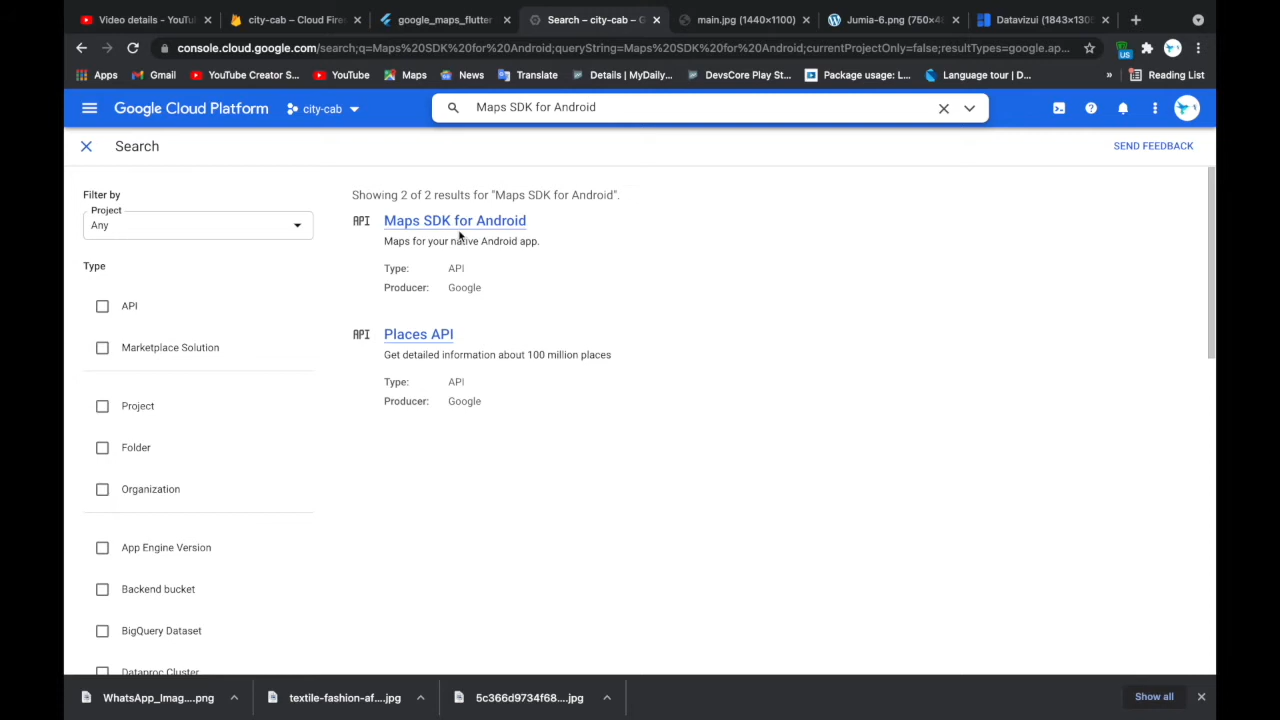 Video details - YouTu
city-cab – Cloud Fire
google_maps_flutter
Search – city-cab – G
main.jpg (1440×1100)
Jumia-6.png (750×4
Datavizui (1843×130
console.cloud.google.com/search;q=Maps%20SDK%20for%20Android;queryString=Maps%20SDK%20for%20Android;currentProjectOnly=false;resultTypes=google.ap...
US
Apps
Gmail
YouTube Creator S...
YouTube
Maps
News
Translate
Details | MyDaily...
DevsCore Play St...
Package usage: L...
Language tour | D...
»
Reading List
Google Cloud Platform
city-cab
Maps SDK for Android
1
Search
SEND FEEDBACK
Filter by
Project
Any
Type
API
Marketplace Solution
Project
Folder
Organization
App Engine Version
Backend bucket
BigQuery Dataset
Dataproc Cluster
Showing 2 of 2 results for "Maps SDK for Android".
API Maps SDK for Android
Maps for your native Android app.
Type: API
Producer: Google
API Places API
Get detailed information about 100 million places
Type: API
Producer: Google
WhatsApp_Imag....png
textile-fashion-af....jpg
5c366d9734f68....jpg
Show all